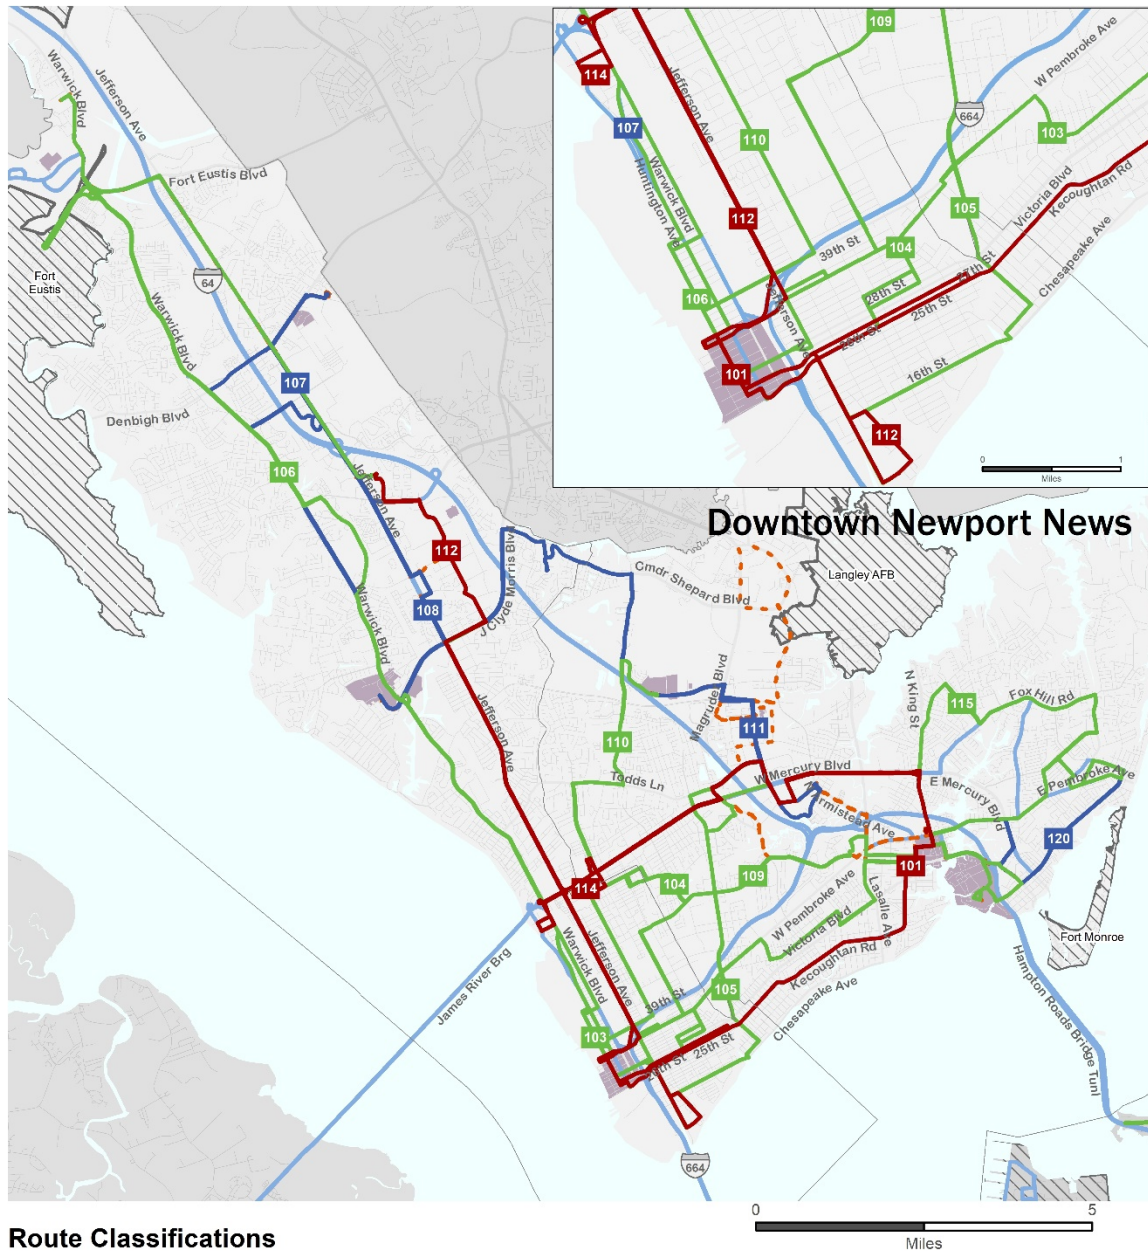 109
W Pembroke Ave
Jefferson Ave
114
664
107
103
110
Warwick Blvd
Huntington Ave
Victoria Blvd
Kecoughtan Rd
105
112
Chesapeake Ave
39th St
104
27th St
28th St
106
Jefferson Ave
25th St
26th St
101
16th St
112
0
1
Miles
Downtown Newport News
Warwick Blvd
Jefferson Ave
Fort Eustis Blvd
Fort
Eustis
64
Warwick Blvd
107
Denbigh Blvd
106
Jefferson Ave
112
J Clyde Morris Blvd
Cmdr Shepard Blvd
Langley AFB
108
Warwick Blvd
N King St
Magruder Blvd
115
Fox Hill Rd
Jefferson Ave
110
111
W Mercury Blvd
Todds Ln
E Mercury Blvd
E Pembroke Ave
N Armistead Ave
120
101
109
114
104
W Pembroke Ave
Lasalle Ave
Victoria Blvd
Fort Monroe
Warwick Blvd
Jefferson Ave
Kecoughtan Rd
James River Brg
105
39th St
Chesapeake Ave
Hampton Roads Bridge Tunl
103
25th St
26th St
664
0
5
Miles
Route Classifications